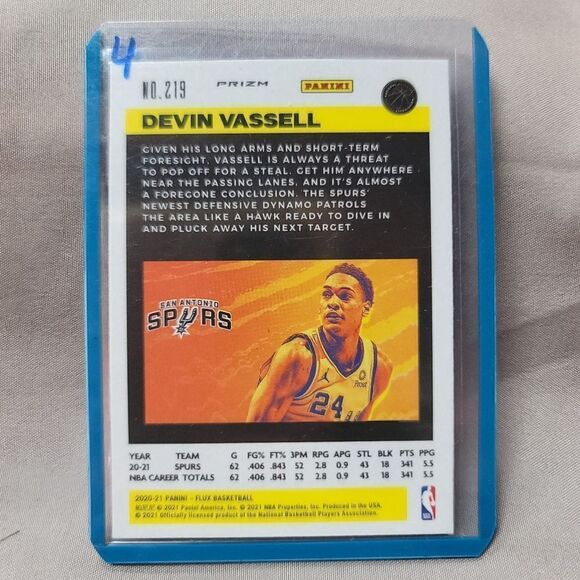 4
NO. 219 PRIZM PANINI
DEVIN VASSELL
GIVEN HIS LONG ARMS AND SHORT-TERM
FORESIGHT, VASSELL IS ALWAYS A THREAT
TO POP OFF FOR A STEAL. GET HIM ANYWHERE
NEAR THE PASSING LANES, AND IT'S ALMOST
A FOREGONE CONCLUSION. THE SPURS'
NEWEST DEFENSIVE DYNAMO PATROLS
THE AREA LIKE A HAWK READY TO DIVE IN
AND PLUCK AWAY HIS NEXT TARGET.
SAN ANTONIO
SPURS
Frost
24
YEAR TEAM G FG% FT% 3PM RPG APG STL BLK PTS PPG
20-21 SPURS 62 .406 .843 52 2.8 0.9 43 18 341 5.5
NBA CAREER TOTALS 62 .406 .843 52 2.8 0.9 43 18 341 5.5
2020-21 PANINI - FLUX BASKETBALL
© 2021 Panini America, Inc. © 2021 NBA Properties, Inc. Produced in the USA.
© 2021 Officially licensed product of the National Basketball Players Association.
NBA